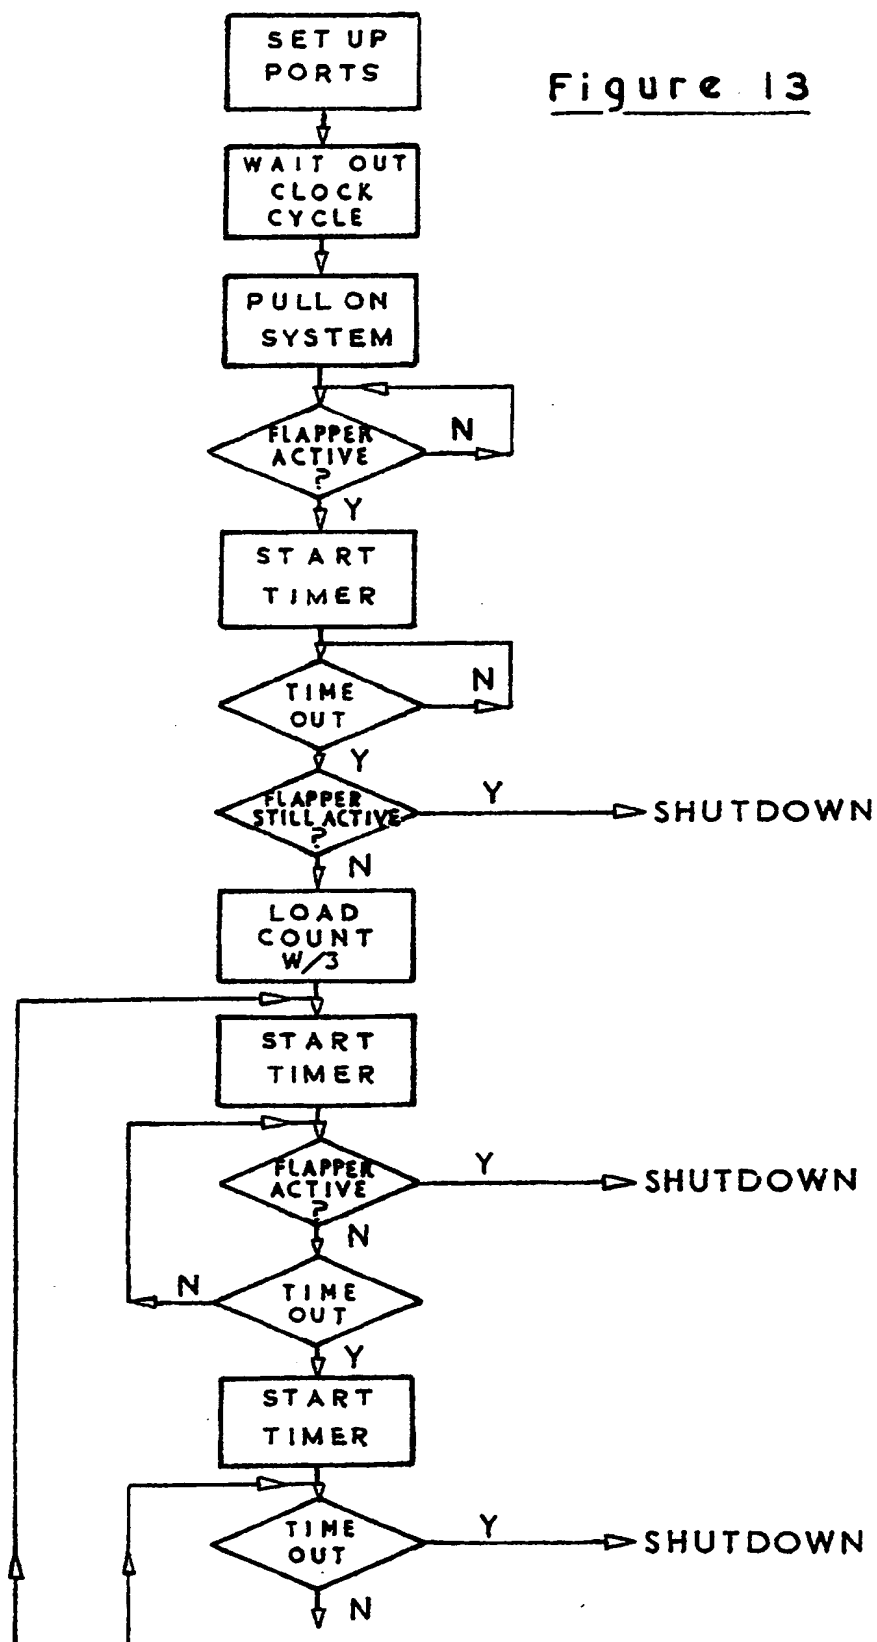 SET UP
PORTS
Figure 13
WAIT OUT
CLOCK
CYCLE
PULL ON
SYSTEM
FLAPPER
ACTIVE
?
N
Y
START
TIMER
TIME
OUT
N
Y
FLAPPER
STILL ACTIVE
?
Y
SHUTDOWN
N
LOAD
COUNT
W/3
START
TIMER
FLAPPER
ACTIVE
?
Y
SHUTDOWN
N
TIME
OUT
N
Y
START
TIMER
TIME
OUT
Y
SHUTDOWN
N